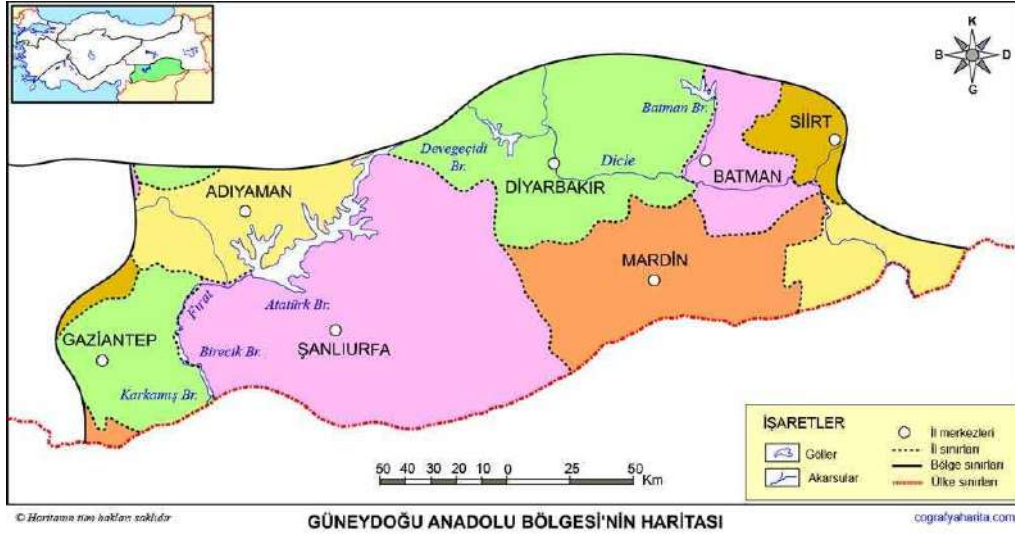 K
B D
G
Batman Br.
SİİRT
Devegeçidi
Br.
Dicle
BATMAN
DİYARBAKIR
ADIYAMAN
MARDİN
Fırat
Atatürk Br.
GAZİANTEP
Birecik Br.
ŞANLIURFA
Karkamış Br.
İŞARETLER
Göller
Akarsular
İl merkezleri
İl sınırları
Bölge sınırları
Ülke sınırları
50 40 30 20 10 0 25 50
Km
© Haritanın tüm hakları saklıdır
GÜNEYDOĞU ANADOLU BÖLGESİ'NİN HARİTASI
cografyaharita.com